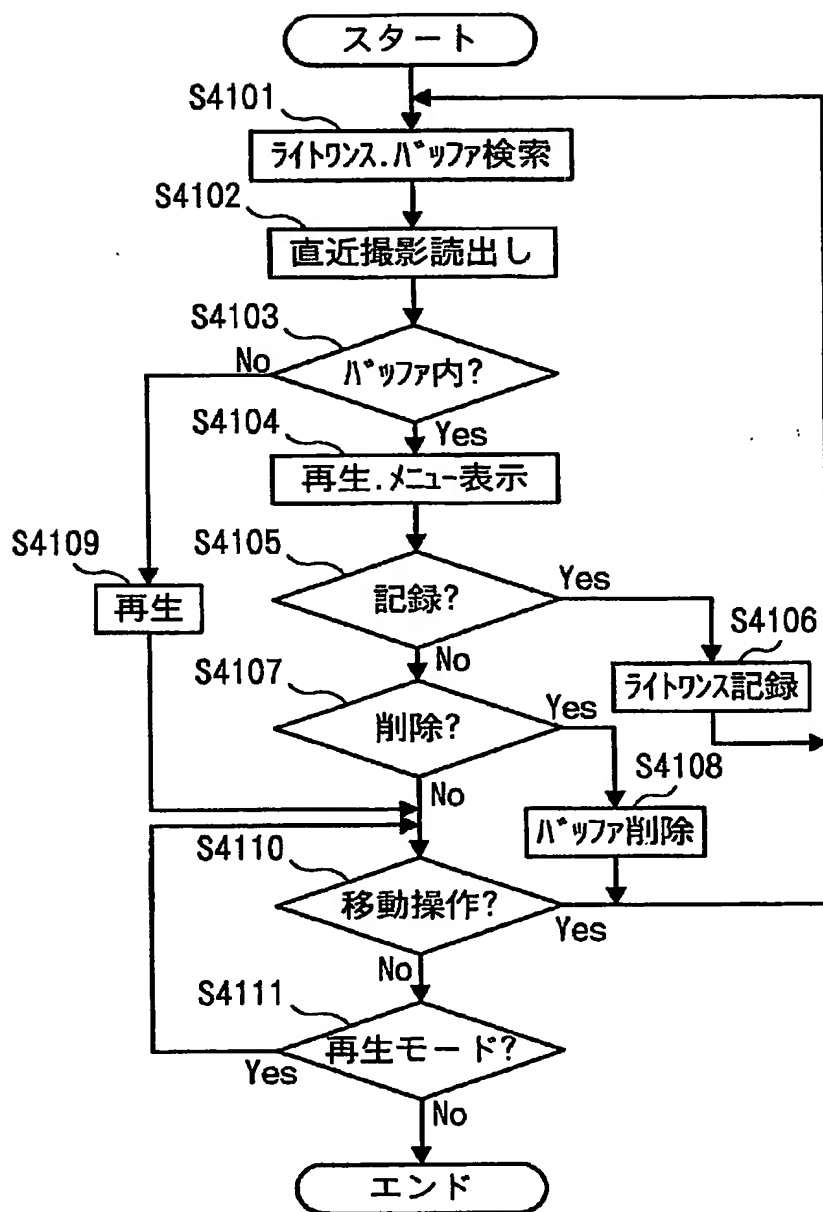 スタート
S4101
ﾗｲﾄﾜﾝｽ.ﾊﾞｯﾌｧ検索
S4102
直近撮影読出し
S4103
No
ﾊﾞｯﾌｧ内?
Yes
S4104
再生.ﾒﾆｭｰ表示
S4109
再生
S4105
記録?
Yes
No
S4106
ﾗｲﾄﾜﾝｽ記録
S4107
削除?
Yes
No
S4108
ﾊﾞｯﾌｧ削除
S4110
移動操作?
Yes
No
S4111
再生モード?
Yes
No
エンド